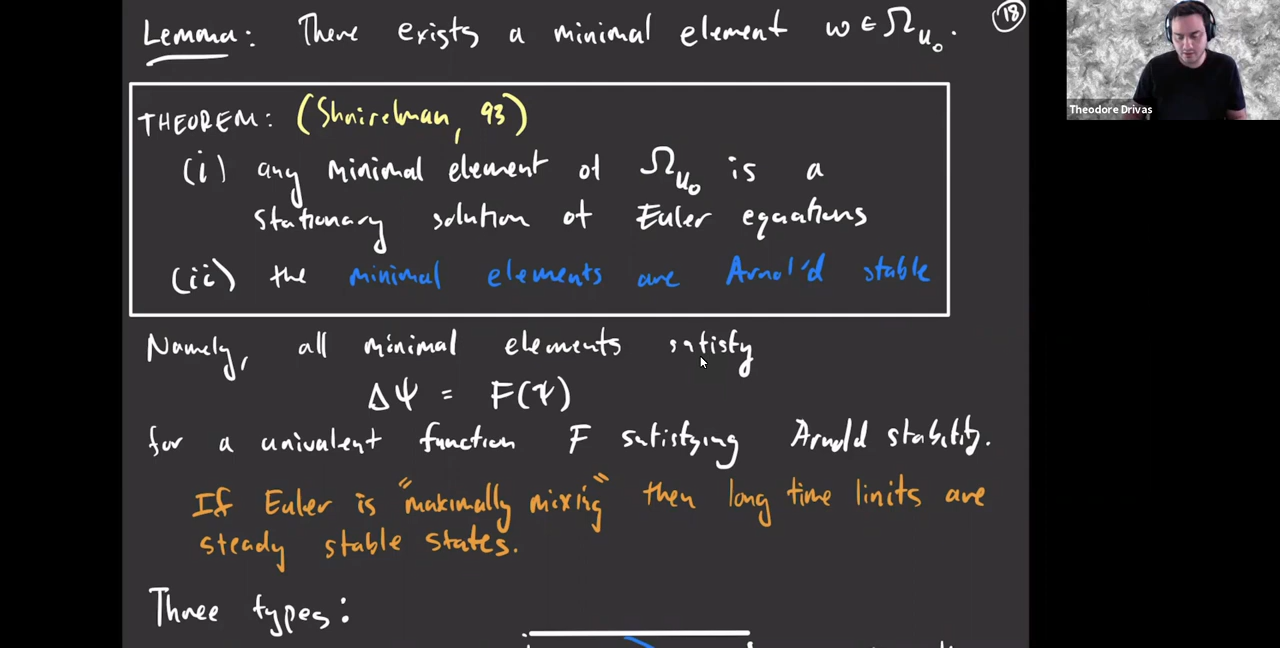 Lemma: There exists a minimal element ω ∈ Ω_{u₀}.
18
THEOREM: (Shnirelman, 93)
(i) any minimal element of Ω_{u₀} is a
stationary solution of Euler equations
(ii) the minimal elements are Arnol'd stable
Namely, all minimal elements satisfy
ΔΨ = F(Ψ)
for a univalent function F satisfying Arnold stability.
If Euler is "maximally mixing" then long time limits are
steady stable states.
Three types:
Theodore Drivas